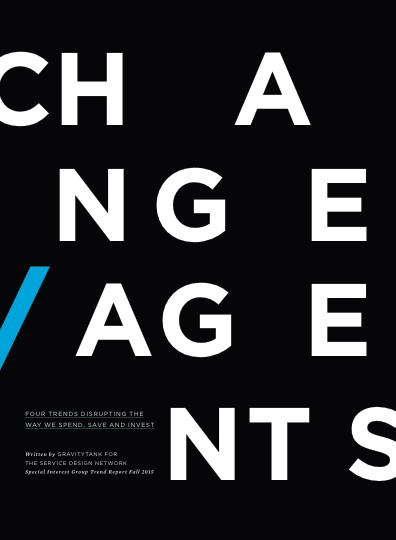 CH A
NG E
/ AG E
NT S
FOUR TRENDS DISRUPTING THE
WAY WE SPEND, SAVE AND INVEST
Written by GRAVITYTANK FOR
THE SERVICE DESIGN NETWORK
Special Interest Group Trend Report Fall 2015